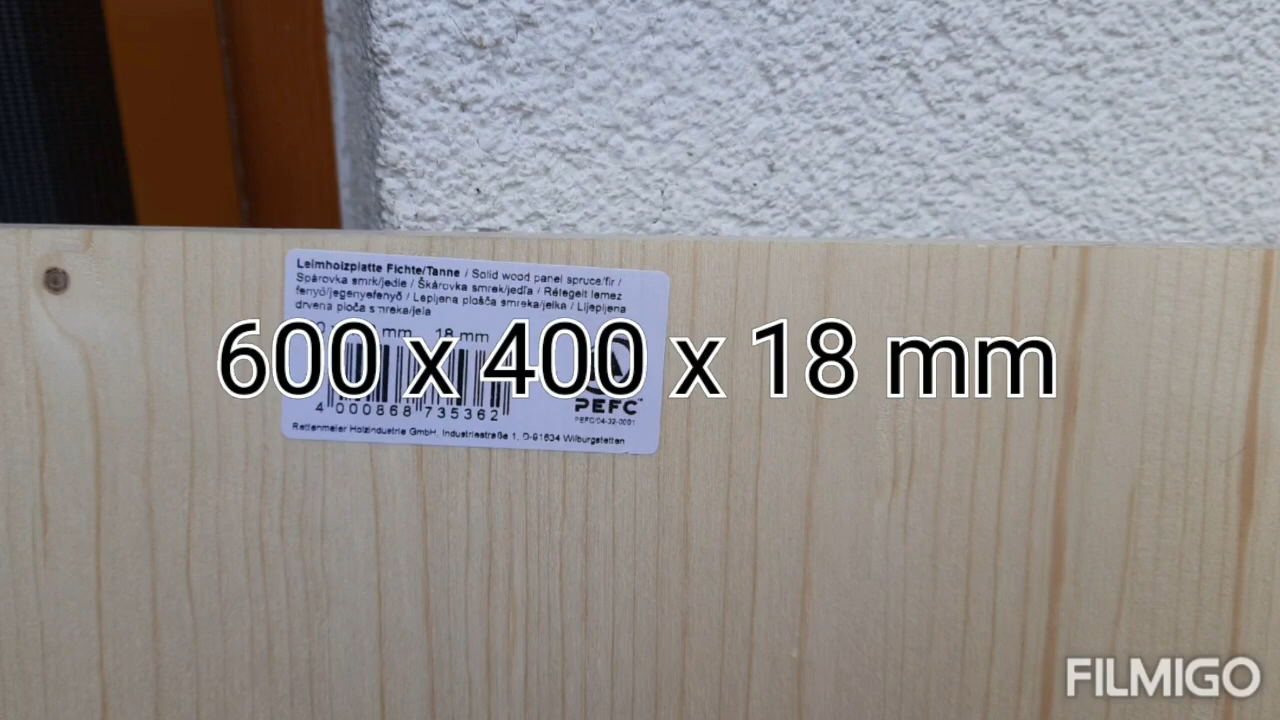 Leimholzplatte Fichte/Tanne / Solid wood panel spruce/fir /
Spárovka smrk/jedle / Škárovka smrek/jedľa / Rétegelt lemez
fenyő/jegenyefenyő / Lepljena plošča smreka/jelka / Lijepljena
drvena ploča smreka/jela
mm 18 mm
600 x 400 x 18 mm
4 000868 735362
PEFC™
PEFC/04-32-0001
Rettenmeier Holzindustrie GmbH, Industriestraße 1, D-91634 Wilburgstetten
FILMIGO